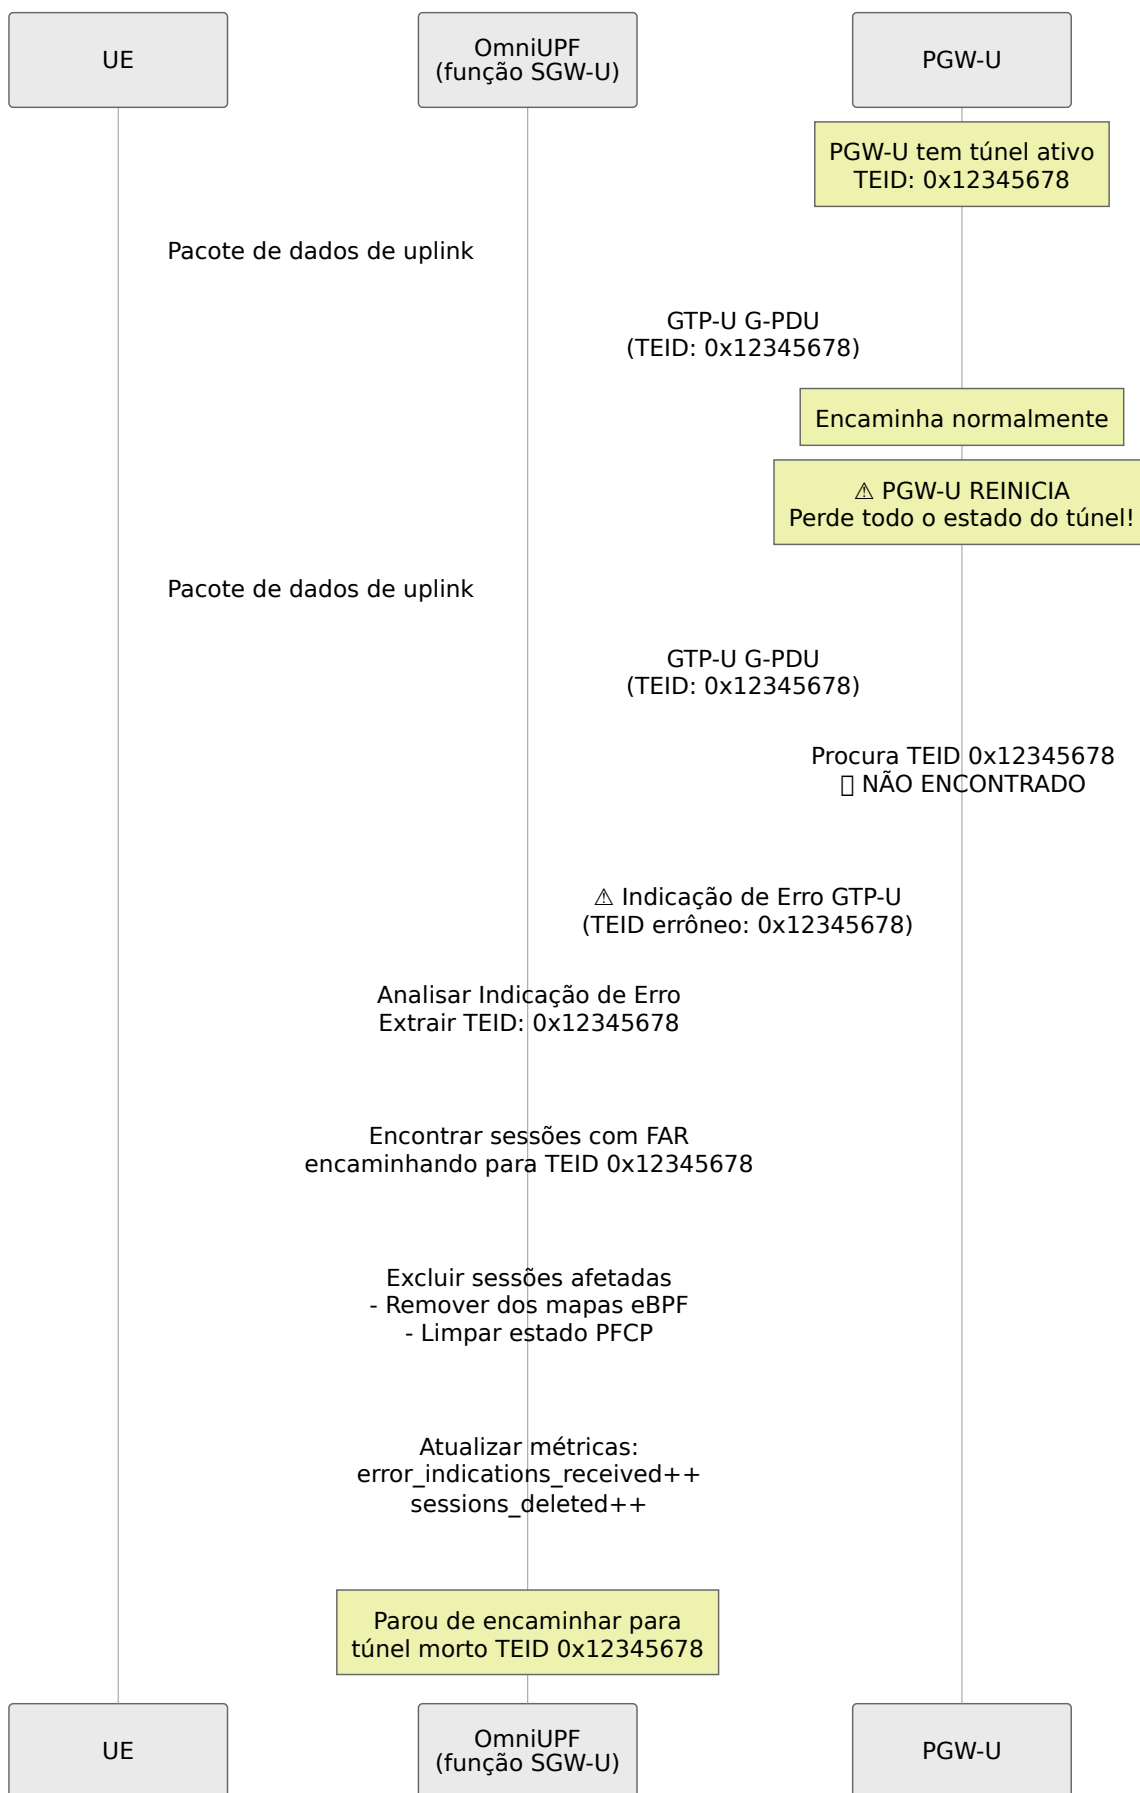 UE
OmniUPF
(função SGW-U)
PGW-U
PGW-U tem túnel ativo
TEID: 0x12345678
Pacote de dados de uplink
GTP-U G-PDU
(TEID: 0x12345678)
Encaminha normalmente
⚠ PGW-U REINICIA
Perde todo o estado do túnel!
Pacote de dados de uplink
GTP-U G-PDU
(TEID: 0x12345678)
Procura TEID 0x12345678
NÃO ENCONTRADO
⚠ Indicação de Erro GTP-U
(TEID errôneo: 0x12345678)
Analisar Indicação de Erro
Extrair TEID: 0x12345678
Encontrar sessões com FAR
encaminhando para TEID 0x12345678
Excluir sessões afetadas
- Remover dos mapas eBPF
- Limpar estado PFCP
Atualizar métricas:
error_indications_received++
sessions_deleted++
Parou de encaminhar para
túnel morto TEID 0x12345678
UE
OmniUPF
(função SGW-U)
PGW-U